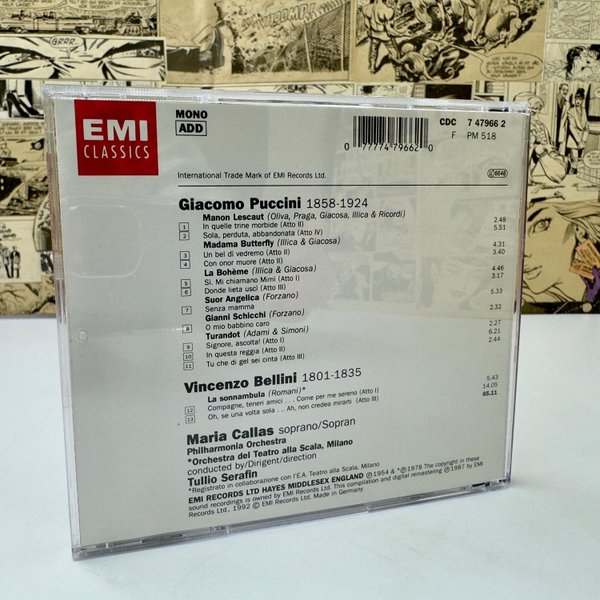 EMI
CLASSICS
MONO
ADD
CDC 7 47966 2
F PM 518
0 77774 79662 0
International Trade Mark of EMI Records Ltd.
6646
Giacomo Puccini 1858-1924
Manon Lescaut (Oliva, Praga, Giacosa, Illica & Ricordi)
1 In quelle trine morbide (Atto II) 2.48
2 Sola, perduta, abbandonata (Atto IV) 5.51
Madama Butterfly (Illica & Giacosa)
3 Un bel dì vedremo (Atto II) 4.31
4 Con onor muore (Atto II) 3.40
La Bohème (Illica & Giacosa)
5 Sì. Mi chiamano Mimì (Atto I) 4.46
6 Donde lieta uscì (Atto III) 3.17
Suor Angelica (Forzano)
7 Senza mamma 5.33
Gianni Schicchi (Forzano)
8 O mio babbino caro 2.32
Turandot (Adami & Simoni)
9 Signore, ascolta! (Atto I) 2.27
10 In questa reggia (Atto II) 6.21
11 Tu che di gel sei cinta (Atto III) 2.44
Vincenzo Bellini 1801-1835
La sonnambula (Romani)*
12 Compagne, teneri amici . . . Come per me sereno (Atto I) 5.43
13 Oh, se una volta sola . . . Ah, non credea mirarti (Atto III) 14.05
65.11
Maria Callas soprano/Sopran
Philharmonia Orchestra
*Orchestra del Teatro alla Scala, Milano
conducted by/Dirigent/direction
Tullio Serafin
*Registrato in collaborazione con l'E.A. Teatro alla Scala, Milano
EMI RECORDS LTD HAYES MIDDLESEX ENGLAND ℗1954 & *℗1978 The copyright in these
sound recordings is owned by EMI Records Ltd. This compilation and digital remastering ℗1987 by EMI
Records Ltd., 1992 © EMI Records Ltd. Made in Germany